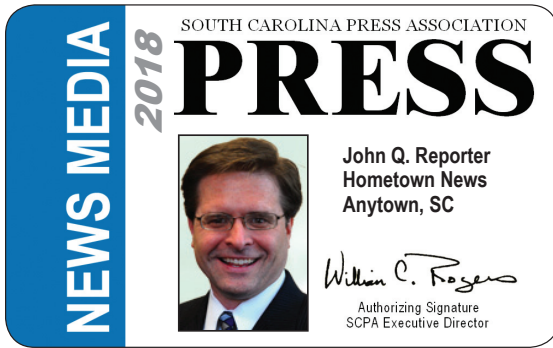 NEWS MEDIA
2018
SOUTH CAROLINA PRESS ASSOCIATION
PRESS
John Q. Reporter
Hometown News
Anytown, SC
William C. Rogers
Authorizing Signature
SCPA Executive Director